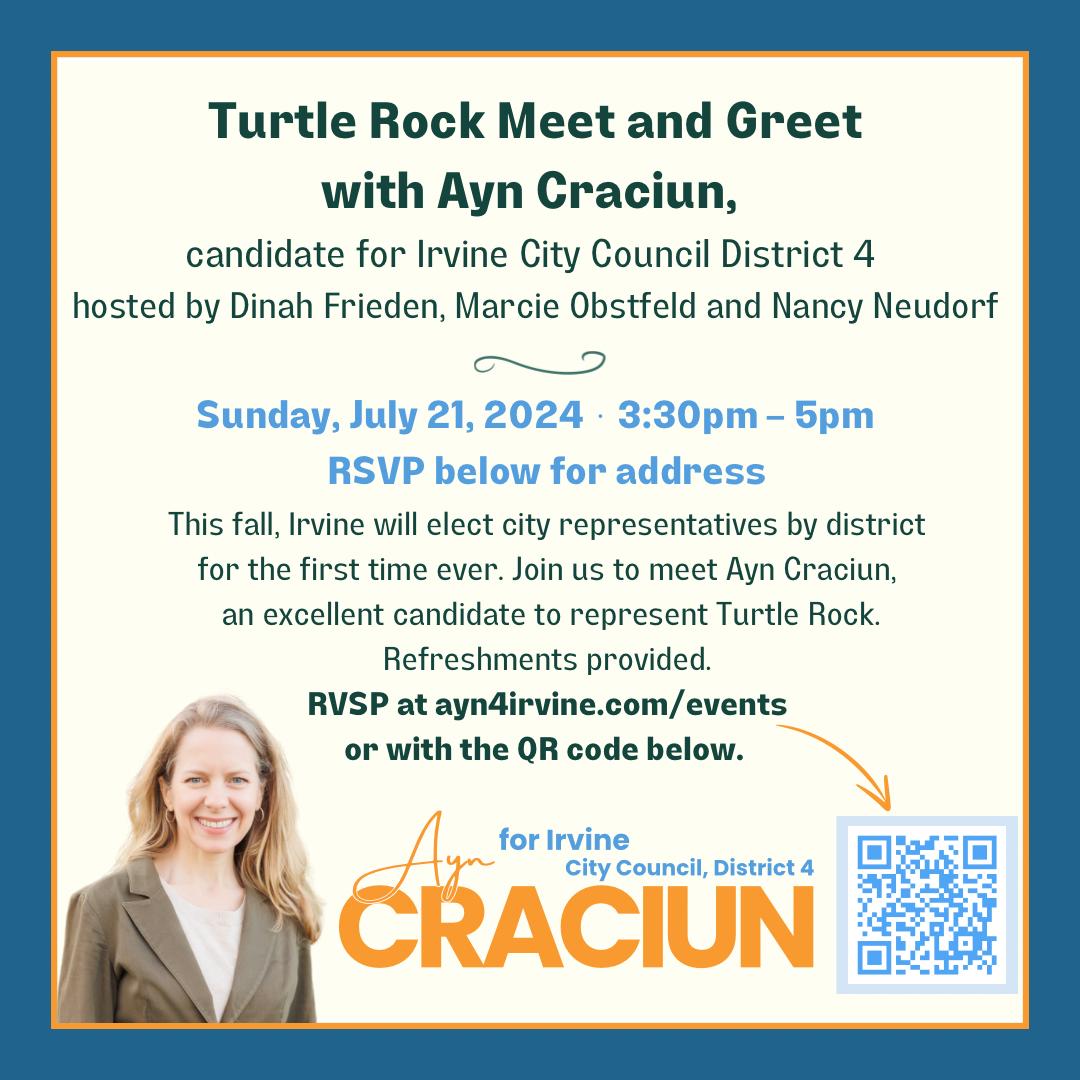 Turtle Rock Meet and Greet
with Ayn Craciun,
candidate for Irvine City Council District 4
hosted by Dinah Frieden, Marcie Obstfeld and Nancy Neudorf
Sunday, July 21, 2024 · 3:30pm – 5pm
RSVP below for address
This fall, Irvine will elect city representatives by district
for the first time ever. Join us to meet Ayn Craciun,
an excellent candidate to represent Turtle Rock.
Refreshments provided.
RVSP at ayn4irvine.com/events
or with the QR code below.
Ayn for Irvine
City Council, District 4
CRACIUN